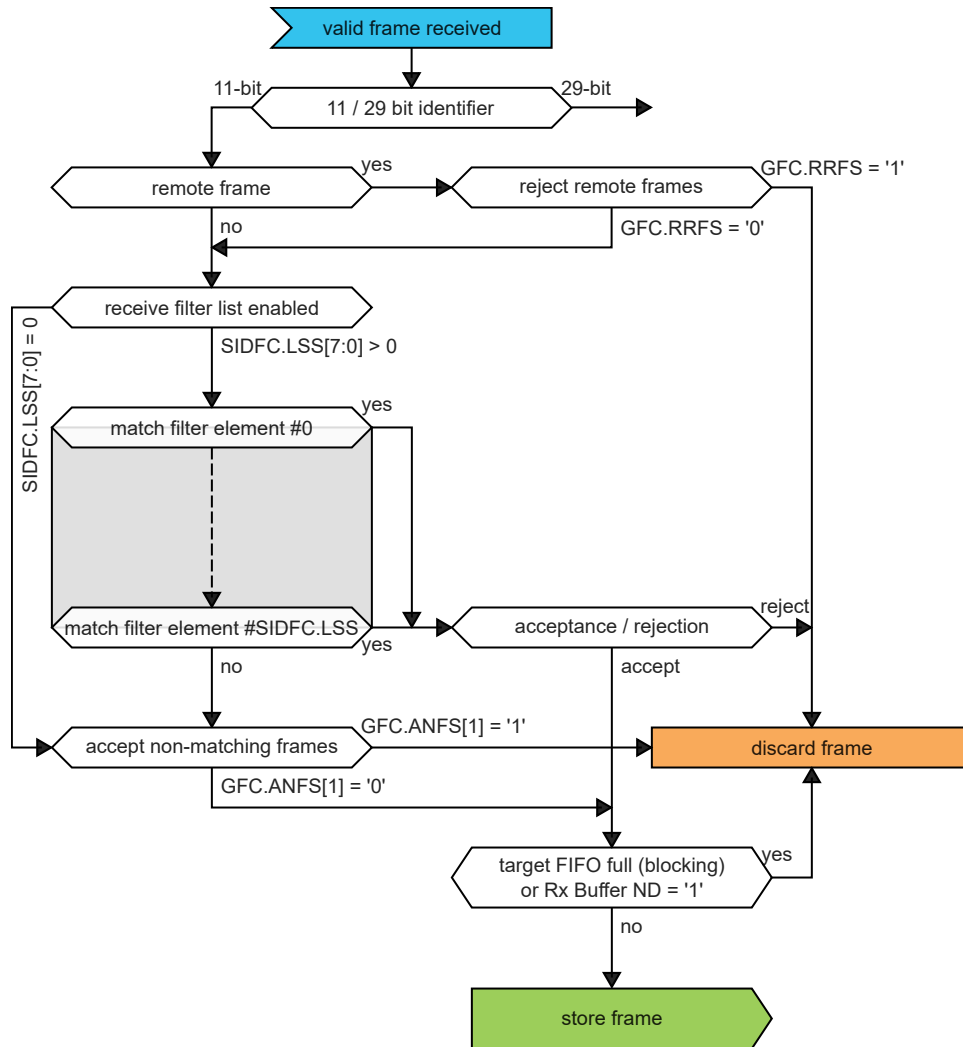 valid frame received
11-bit
29-bit
11 / 29 bit identifier
yes
GFC.RRFS = '1'
remote frame
reject remote frames
no
GFC.RRFS = '0'
receive filter list enabled
SIDFC.LSS[7:0] = 0
SIDFC.LSS[7:0] > 0
yes
match filter element #0
reject
match filter element #SIDFC.LSS
acceptance / rejection
yes
no
accept
GFC.ANFS[1] = '1'
accept non-matching frames
discard frame
GFC.ANFS[1] = '0'
yes
target FIFO full (blocking)
or Rx Buffer ND = '1'
no
store frame